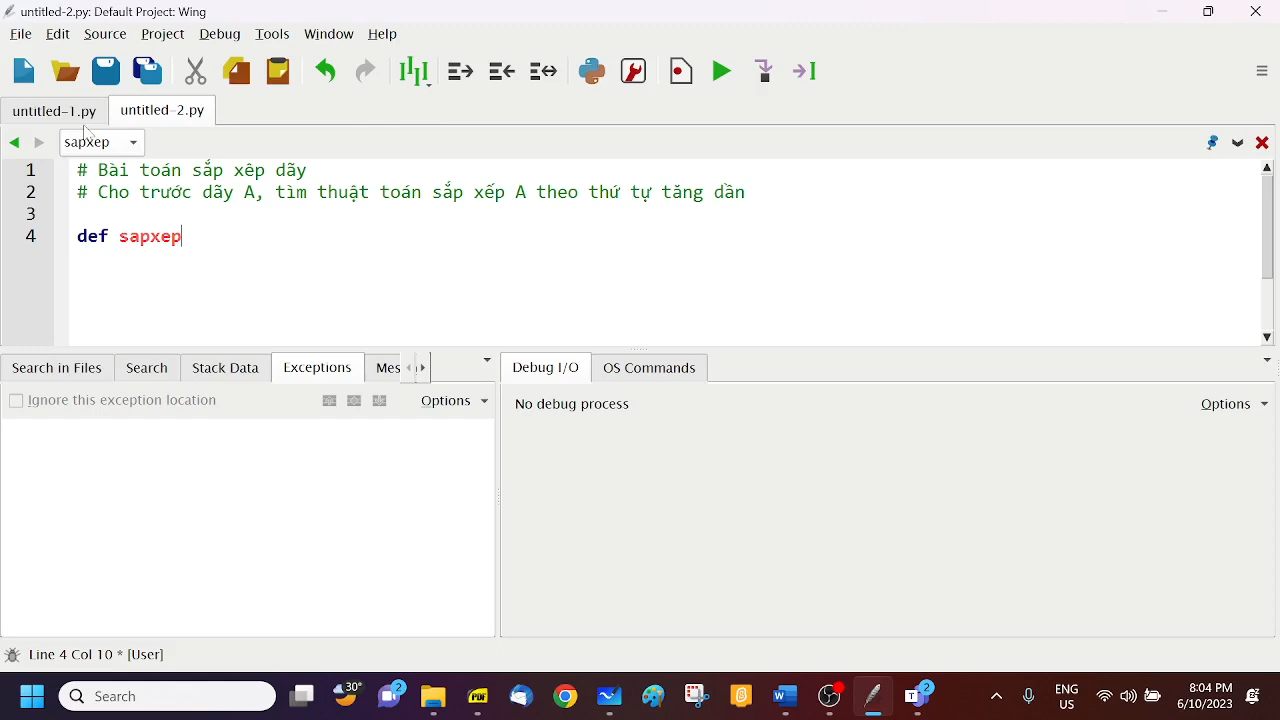 untitled-2.py: Default Project: Wing
File Edit Source Project Debug Tools Window Help
untitled-1.py untitled-2.py
sapxep
1 # Bài toán sắp xêp dãy
2 # Cho trước dãy A, tìm thuật toán sắp xếp A theo thứ tự tăng dần
3
4 def sapxep
Search in Files Search Stack Data Exceptions Mes Debug I/O OS Commands
Ignore this exception location Options No debug process Options
Line 4 Col 10 * [User]
Search 30° 2 PDF 2 ENG US 8:04 PM 6/10/2023